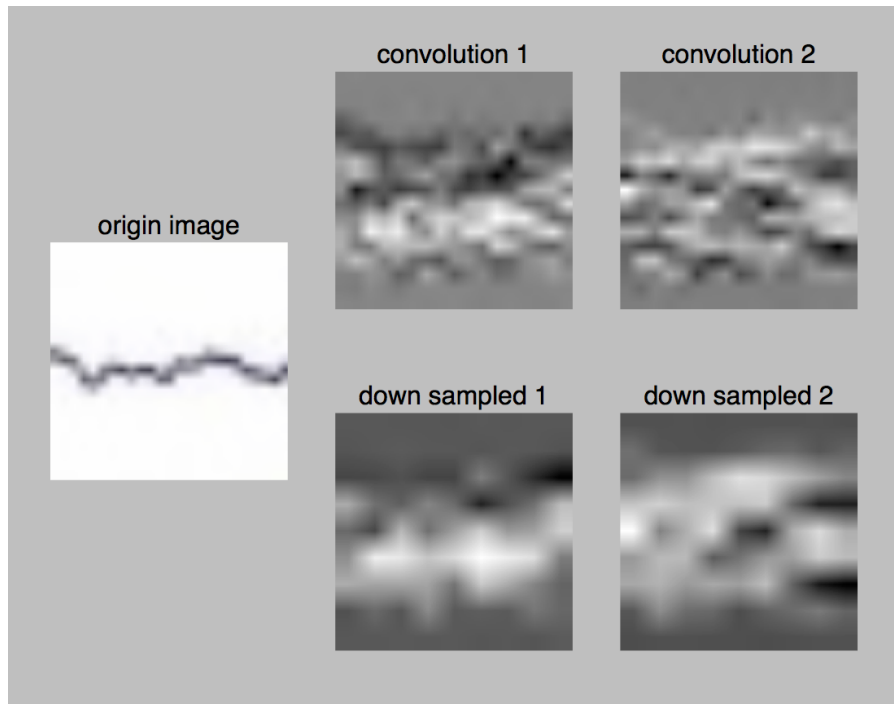 convolution 1
convolution 2
origin image
down sampled 1
down sampled 2